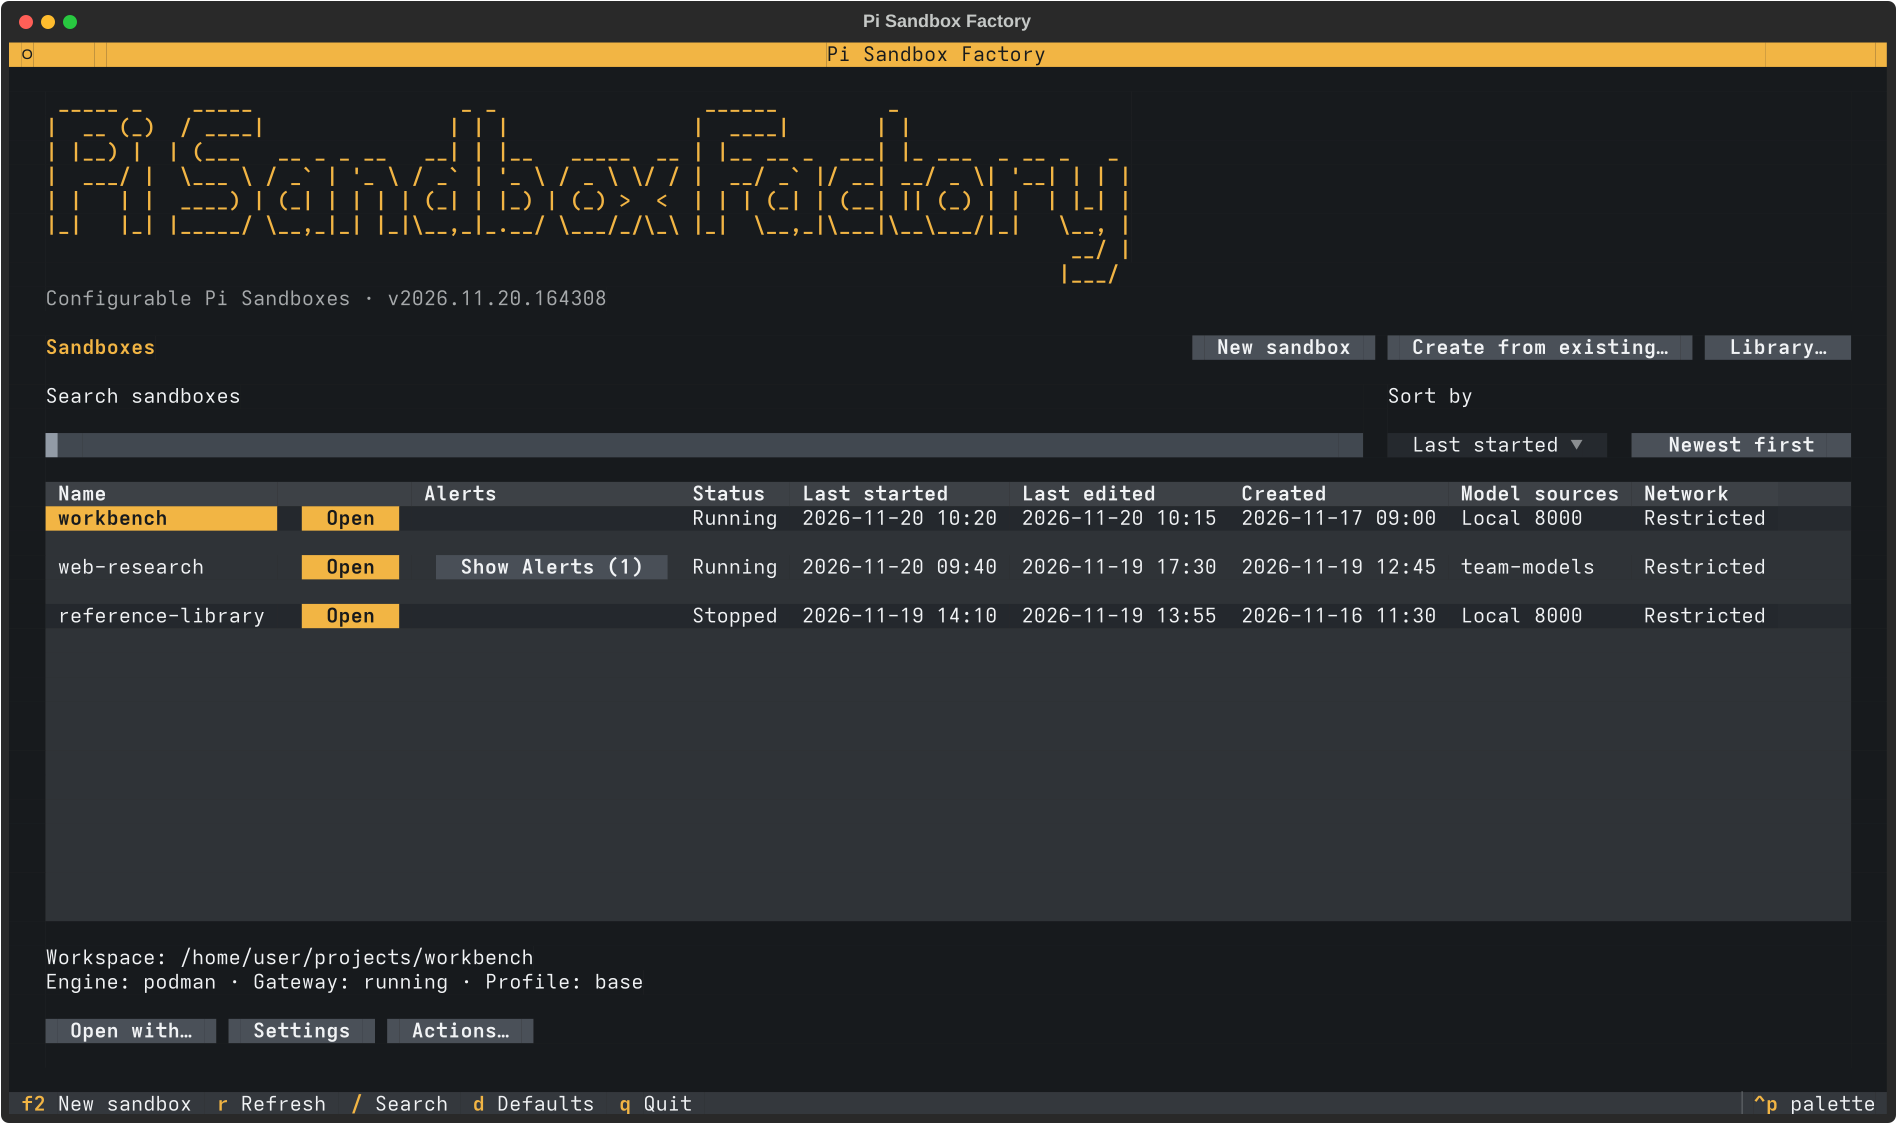 Pi Sandbox Factory
o Pi Sandbox Factory
Pi Sandbox Factory
Configurable Pi Sandboxes · v2026.11.20.164308
Sandboxes New sandbox Create from existing… Library…
Search sandboxes Sort by
Last started ▼ Newest first
Name Alerts Status Last started Last edited Created Model sources Network
workbench Open Running 2026-11-20 10:20 2026-11-20 10:15 2026-11-17 09:00 Local 8000 Restricted
web-research Open Show Alerts (1) Running 2026-11-20 09:40 2026-11-19 17:30 2026-11-19 12:45 team-models Restricted
reference-library Open Stopped 2026-11-19 14:10 2026-11-19 13:55 2026-11-16 11:30 Local 8000 Restricted
Workspace: /home/user/projects/workbench
Engine: podman · Gateway: running · Profile: base
Open with… Settings Actions…
f2 New sandbox r Refresh / Search d Defaults q Quit ^p palette